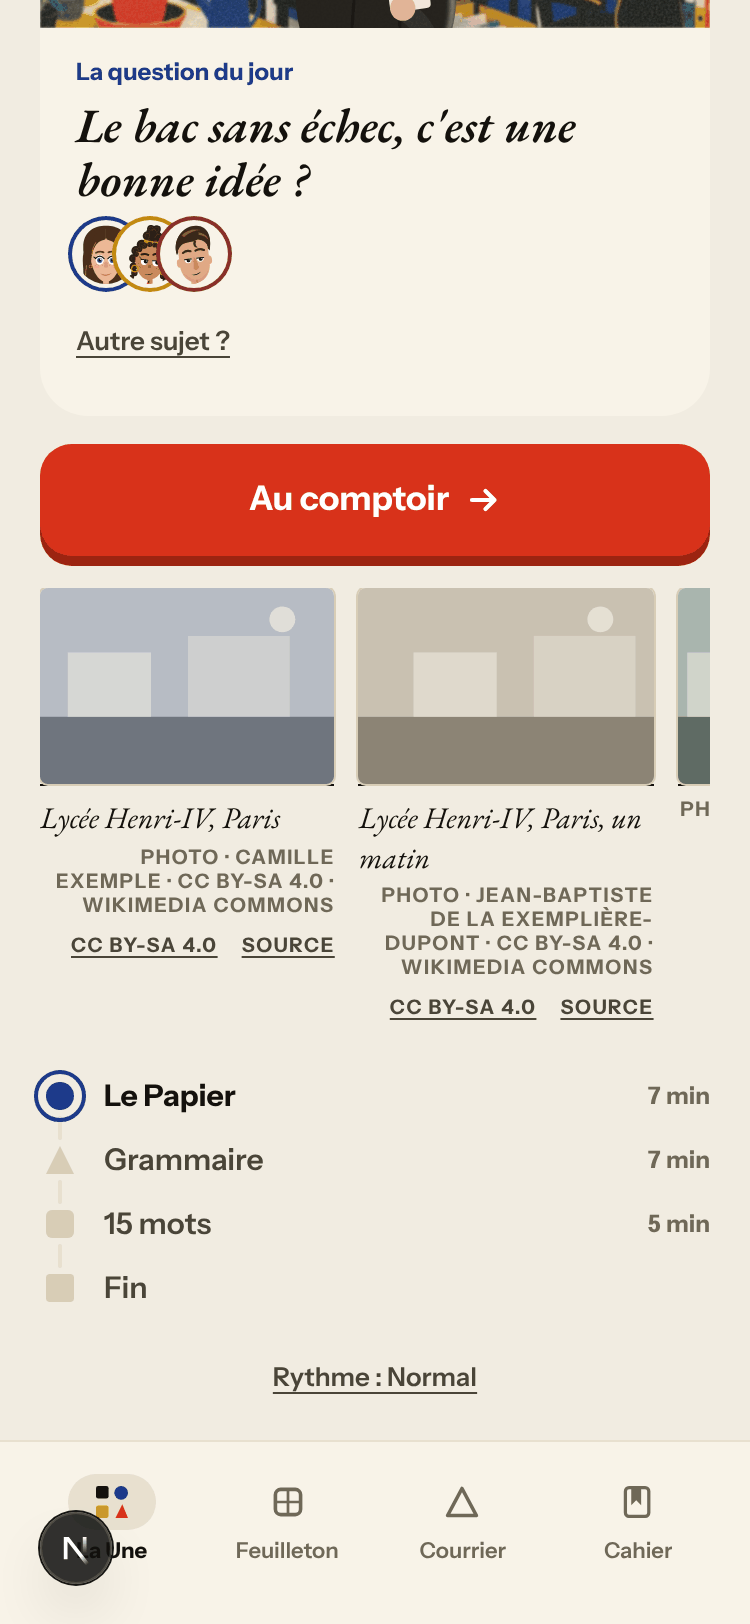 La question du jour
Le bac sans échec, c'est une
bonne idée ?
Autre sujet ?
Au comptoir →
Lycée Henri-IV, Paris
PHOTO · CAMILLE
EXEMPLE · CC BY-SA 4.0 ·
WIKIMEDIA COMMONS
CC BY-SA 4.0 SOURCE
Lycée Henri-IV, Paris, un
matin
PHOTO · JEAN-BAPTISTE
DE LA EXEMPLIÈRE-
DUPONT · CC BY-SA 4.0 ·
WIKIMEDIA COMMONS
CC BY-SA 4.0 SOURCE
PH
Le Papier 7 min
Grammaire 7 min
15 mots 5 min
Fin
Rythme : Normal
N
La Une Feuilleton Courrier Cahier